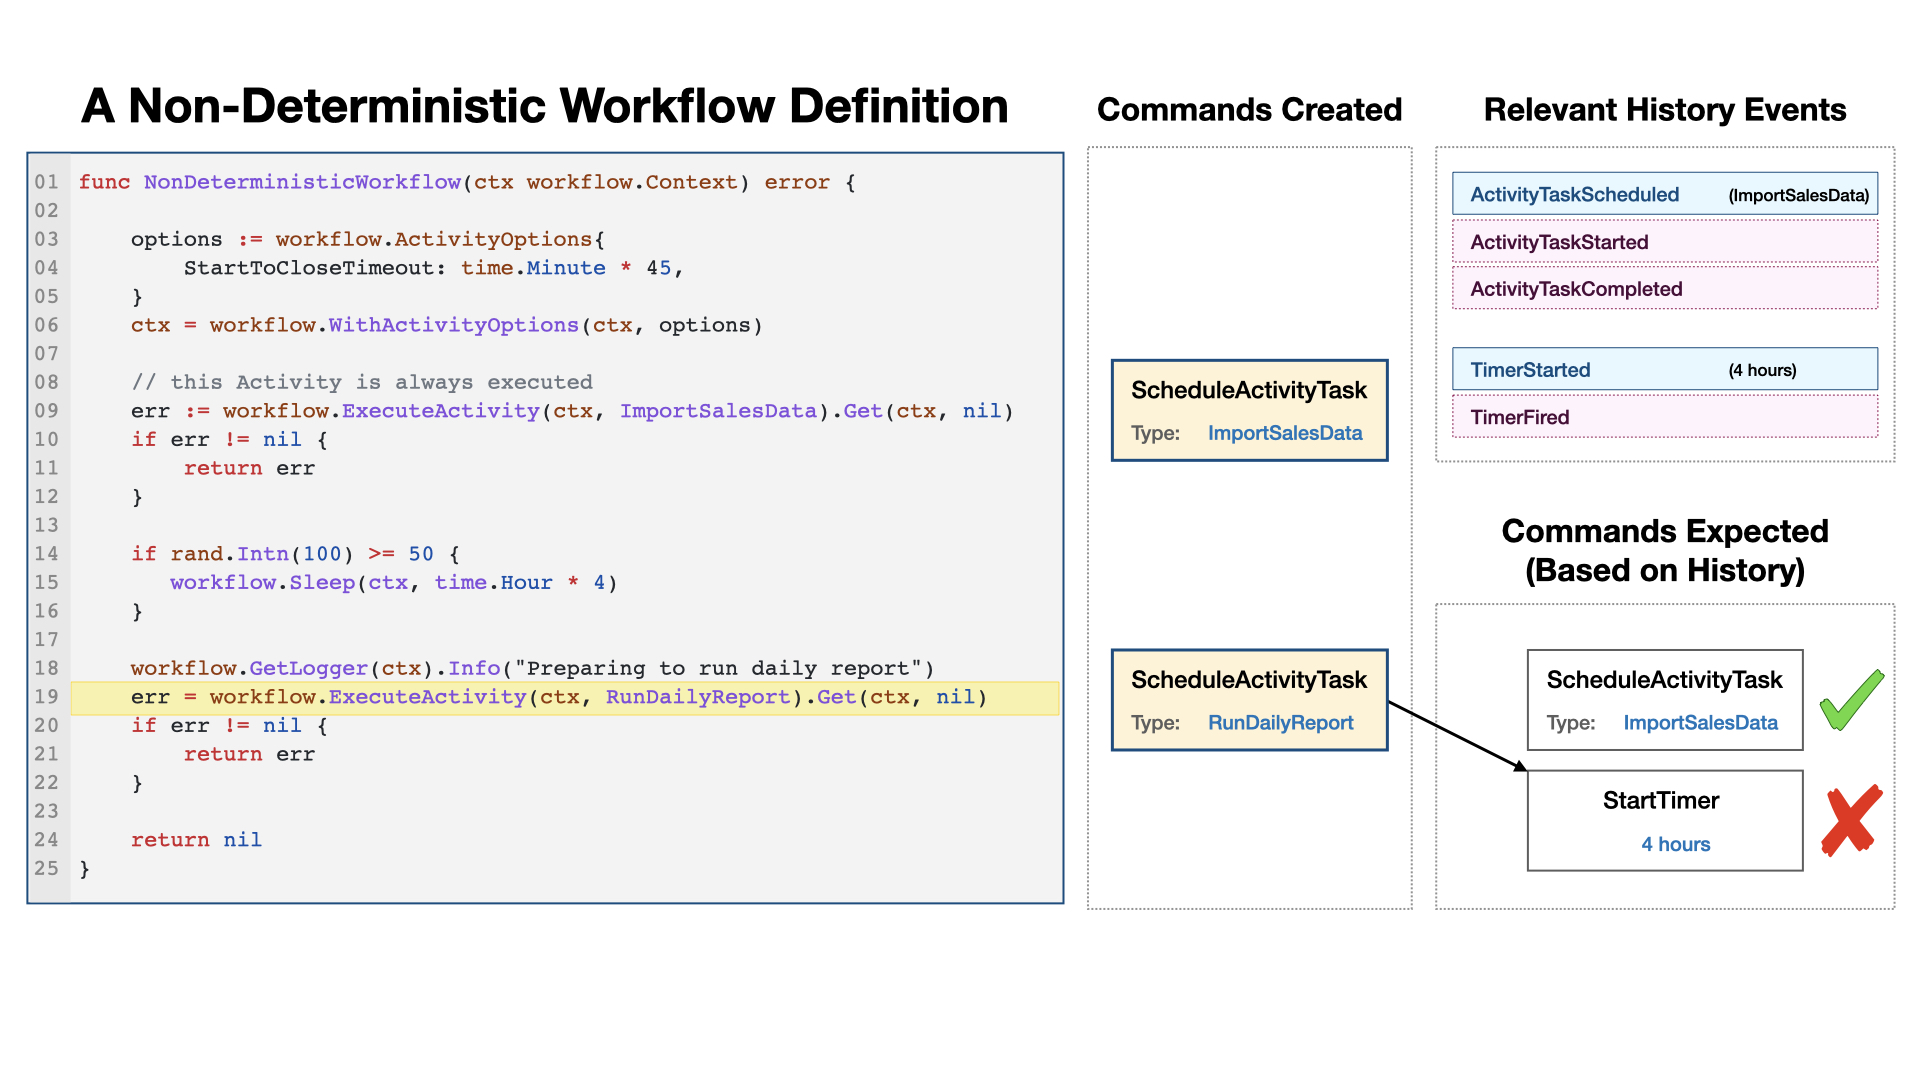 A Non-Deterministic Workflow Definition
01 func NonDeterministicWorkflow(ctx workflow.Context) error {
02
03     options := workflow.ActivityOptions{
04         StartToCloseTimeout: time.Minute * 45,
05     }
06     ctx = workflow.WithActivityOptions(ctx, options)
07
08     // this Activity is always executed
09     err := workflow.ExecuteActivity(ctx, ImportSalesData).Get(ctx, nil)
10     if err != nil {
11         return err
12     }
13
14     if rand.Intn(100) >= 50 {
15        workflow.Sleep(ctx, time.Hour * 4)
16     }
17
18     workflow.GetLogger(ctx).Info("Preparing to run daily report")
19     err = workflow.ExecuteActivity(ctx, RunDailyReport).Get(ctx, nil)
20     if err != nil {
21         return err
22     }
23
24     return nil
25 }
Commands Created
ScheduleActivityTask
Type: ImportSalesData
ScheduleActivityTask
Type: RunDailyReport
Relevant History Events
ActivityTaskScheduled (ImportSalesData)
ActivityTaskStarted
ActivityTaskCompleted
TimerStarted (4 hours)
TimerFired
Commands Expected
(Based on History)
ScheduleActivityTask
Type: ImportSalesData
StartTimer
4 hours